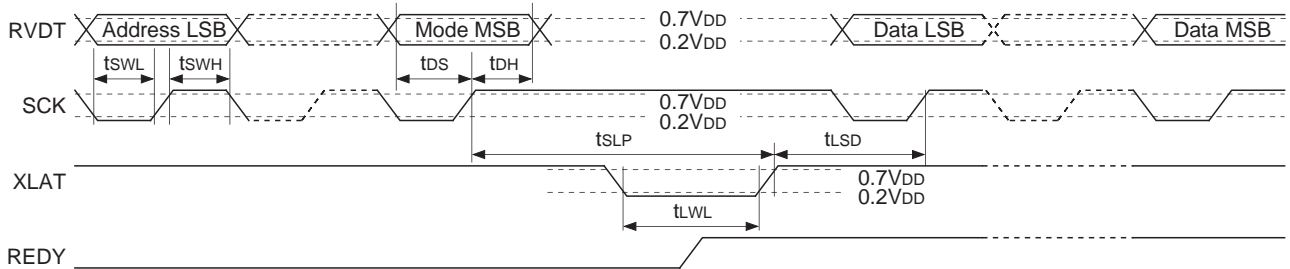 RVDT Address LSB Mode MSB 0.7VDD Data LSB Data MSB
0.2VDD
tSWL tSWH tDS tDH
SCK 0.7VDD
0.2VDD
tSLP tLSD
XLAT 0.7VDD
0.2VDD
tLWL
REDY